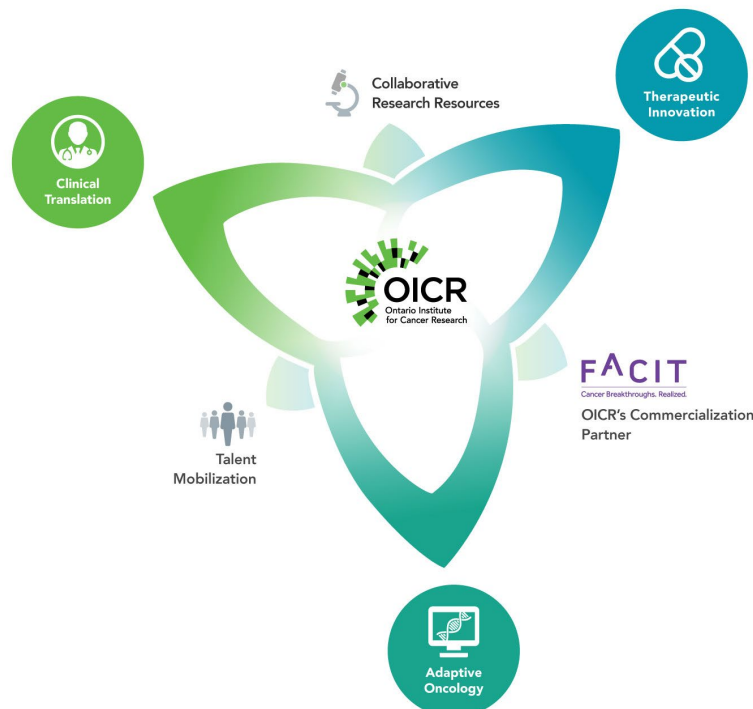 Collaborative
Research Resources
Therapeutic
Innovation
Clinical
Translation
OICR
Ontario Institute
for Cancer Research
FACIT
Cancer Breakthroughs. Realized.
OICR's Commercialization
Partner
Talent
Mobilization
Adaptive
Oncology